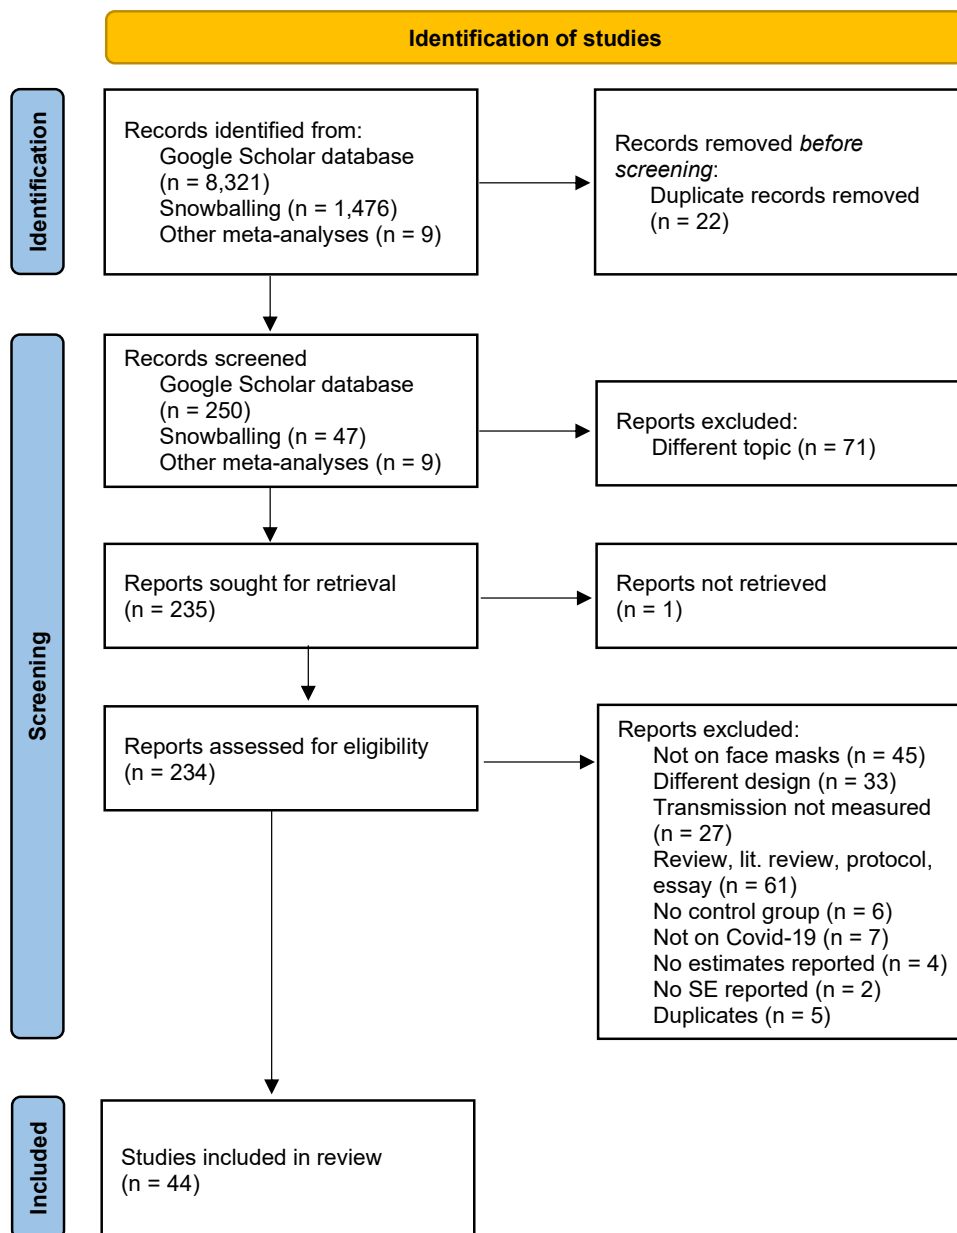 Identification of studies
Identification
Records identified from:
Google Scholar database
(n = 8,321)
Snowballing (n = 1,476)
Other meta-analyses (n = 9)
Records removed before
screening:
Duplicate records removed
(n = 22)
Screening
Records screened
Google Scholar database
(n = 250)
Snowballing (n = 47)
Other meta-analyses (n = 9)
Reports excluded:
Different topic (n = 71)
Reports sought for retrieval
(n = 235)
Reports not retrieved
(n = 1)
Reports assessed for eligibility
(n = 234)
Reports excluded:
Not on face masks (n = 45)
Different design (n = 33)
Transmission not measured
(n = 27)
Review, lit. review, protocol,
essay (n = 61)
No control group (n = 6)
Not on Covid-19 (n = 7)
No estimates reported (n = 4)
No SE reported (n = 2)
Duplicates (n = 5)
Included
Studies included in review
(n = 44)